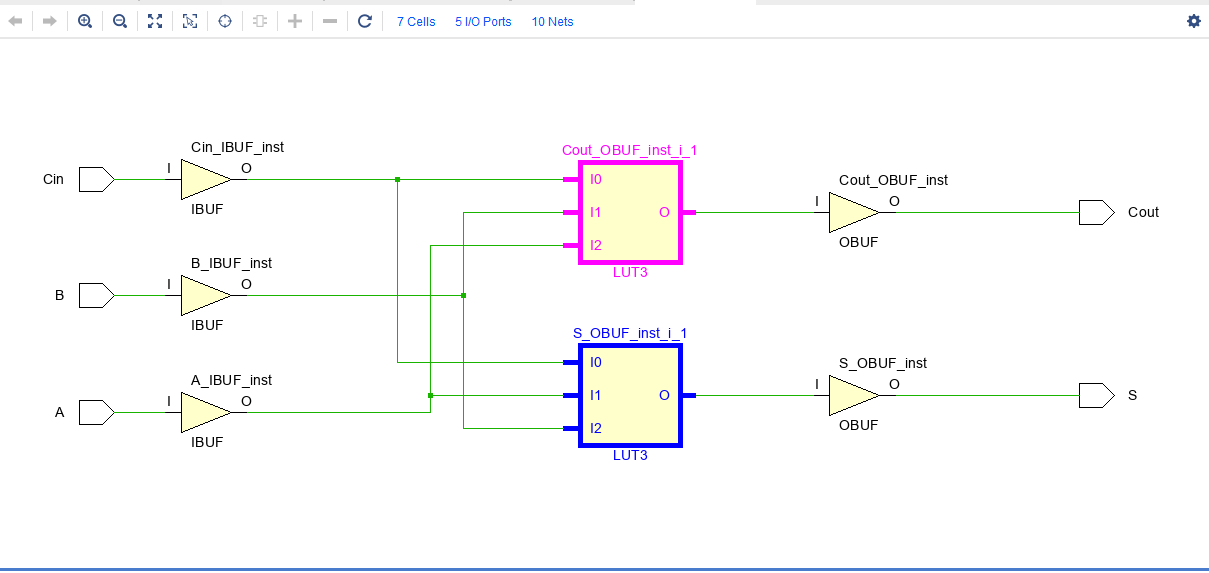 7 Cells 5 I/O Ports 10 Nets
Cin_IBUF_inst
Cin I O
IBUF
B_IBUF_inst
B I O
IBUF
A_IBUF_inst
A I O
IBUF
Cout_OBUF_inst_i_1
I0
I1 O
I2
LUT3
S_OBUF_inst_i_1
I0
I1 O
I2
LUT3
Cout_OBUF_inst
I O Cout
OBUF
S_OBUF_inst
I O S
OBUF